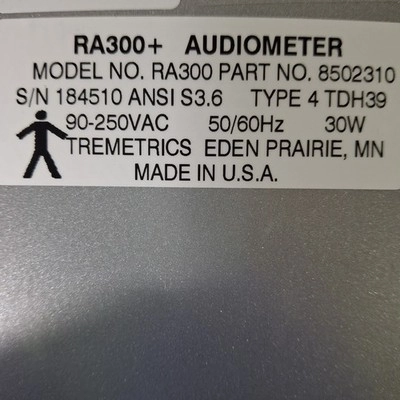 RA300+ AUDIOMETER
MODEL NO. RA300 PART NO. 8502310
S/N 184510 ANSI S3.6 TYPE 4 TDH39
90-250VAC 50/60Hz 30W
TREMETRICS EDEN PRAIRIE, MN
MADE IN U.S.A.